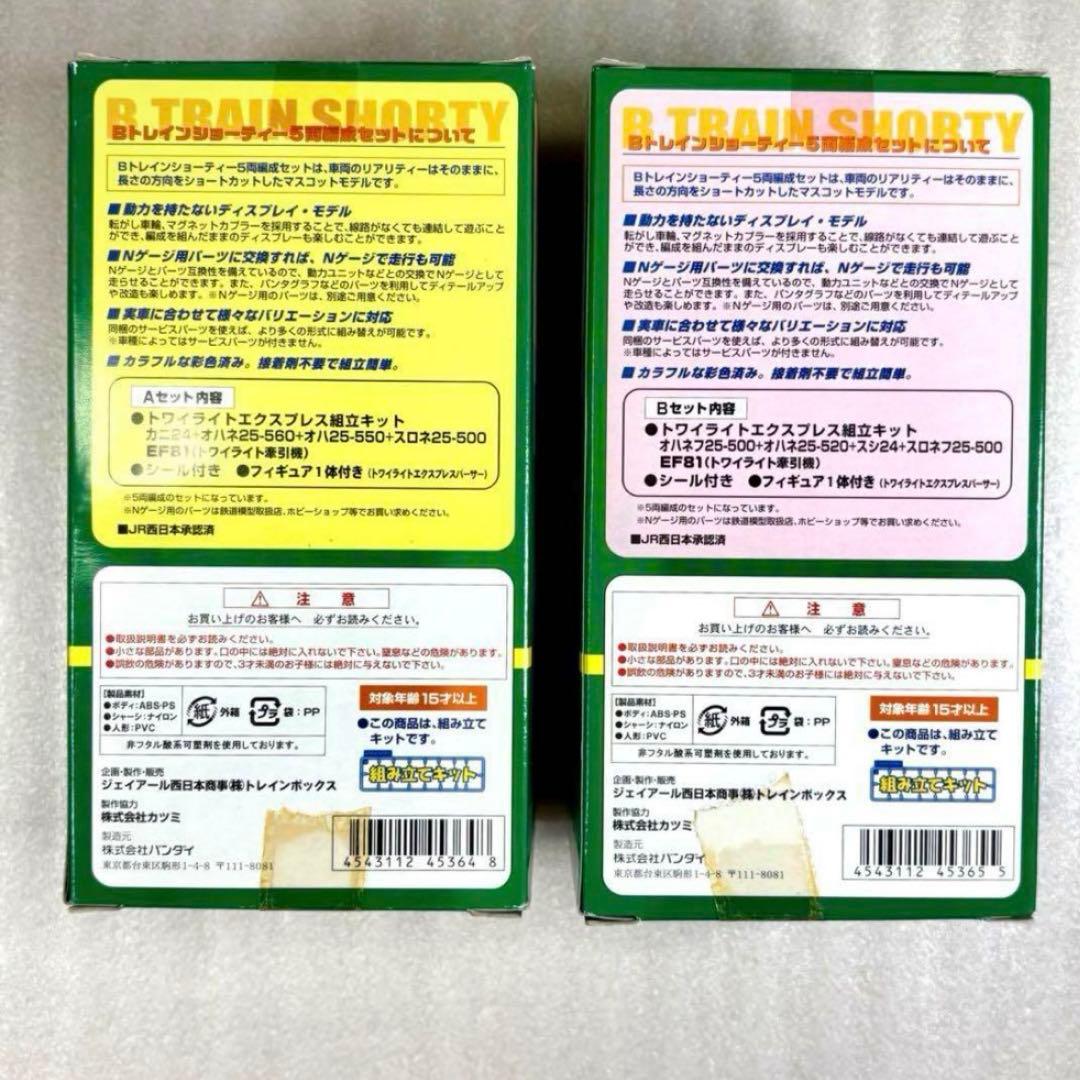 B TRAIN SHORTY
Bトレインショーティー5両編成セットについて
Bトレインショーティー5両編成セットは、車両のリアリティーはそのままに、
長さの方向をショートカットしたマスコットモデルです。
■動力を持たないディスプレイ・モデル
転がし車輪、マグネットカプラーを採用することで、線路がなくても連結して遊ぶこと
ができ、編成を組んだままのディスプレーも楽しむことができます。
■Nゲージ用パーツに交換すれば、Nゲージで走行も可能
Nゲージとパーツ互換性を備えているので、動力ユニットなどとの交換でNゲージとして
走らせることができます。また、パンタグラフなどのパーツを利用してディテールアップ
や改造も楽しめます。※Nゲージ用のパーツは、別途ご用意ください。
■実車に合わせて様々なバリエーションに対応
同梱のサービスパーツを使えば、より多くの形式に組み替えが可能です。
※車種によってはサービスパーツが付きません。
■カラフルな彩色済み。接着剤不要で組立簡単。
Aセット内容
●トワイライトエクスプレス組立キット
カニ24+オハネ25-560+オハ25-550+スロネ25-500
EF81(トワイライト牽引機)
●シール付き ●フィギュア1体付き(トワイライトエクスプレスパーサー)
※5両編成のセットになっています。
※Nゲージ用のパーツは鉄道模型取扱店、ホビーショップ等でお買い求めください。
■JR西日本承認済
⚠ 注意
お買い上げのお客様へ 必ずお読みください。
●取扱説明書を必ずお読みください。
●小さな部品があります。口の中には絶対に入れないで下さい。窒息などの危険があります。
●誤飲の危険がありますので、3才未満のお子様には絶対に与えないで下さい。
【製品素材】
●ボディ:ABS・PS
●シャーシ:ナイロン
●人形:PVC
紙 外箱 プラ 袋:PP
非フタル酸系可塑剤を使用しております。
対象年齢15才以上
●この商品は、組み立て
キットです。
組み立てキット
企画・製作・販売
ジェイアール西日本商事(株)トレインボックス
製作協力
株式会社カツミ
製造元
株式会社バンダイ
東京都台東区駒形1-4-8 〒111-8081
4543112 45364 8
B TRAIN SHORTY
Bトレインショーティー5両編成セットについて
Bトレインショーティー5両編成セットは、車両のリアリティーはそのままに、
長さの方向をショートカットしたマスコットモデルです。
■動力を持たないディスプレイ・モデル
転がし車輪、マグネットカプラーを採用することで、線路がなくても連結して遊ぶこと
ができ、編成を組んだままのディスプレーも楽しむことができます。
■Nゲージ用パーツに交換すれば、Nゲージで走行も可能
Nゲージとパーツ互換性を備えているので、動力ユニットなどとの交換でNゲージとして
走らせることができます。また、パンタグラフなどのパーツを利用してディテールアップ
や改造も楽しめます。※Nゲージ用のパーツは、別途ご用意ください。
■実車に合わせて様々なバリエーションに対応
同梱のサービスパーツを使えば、より多くの形式に組み替えが可能です。
※車種によってはサービスパーツが付きません。
■カラフルな彩色済み。接着剤不要で組立簡単。
Bセット内容
●トワイライトエクスプレス組立キット
オハネフ25-500+オハネ25-520+スシ24+スロネフ25-500
EF81(トワイライト牽引機)
●シール付き ●フィギュア1体付き(トワイライトエクスプレスパーサー)
※5両編成のセットになっています。
※Nゲージ用のパーツは鉄道模型取扱店、ホビーショップ等でお買い求めください。
■JR西日本承認済
⚠ 注意
お買い上げのお客様へ 必ずお読みください。
●取扱説明書を必ずお読みください。
●小さな部品があります。口の中には絶対に入れないで下さい。窒息などの危険があります。
●誤飲の危険がありますので、3才未満のお子様には絶対に与えないで下さい。
【製品素材】
●ボディ:ABS・PS
●シャーシ:ナイロン
●人形:PVC
紙 外箱 プラ 袋:PP
非フタル酸系可塑剤を使用しております。
対象年齢15才以上
●この商品は、組み立て
キットです。
組み立てキット
企画・製作・販売
ジェイアール西日本商事(株)トレインボックス
製作協力
株式会社カツミ
製造元
株式会社バンダイ
東京都台東区駒形1-4-8 〒111-8081
4543112 45365 5